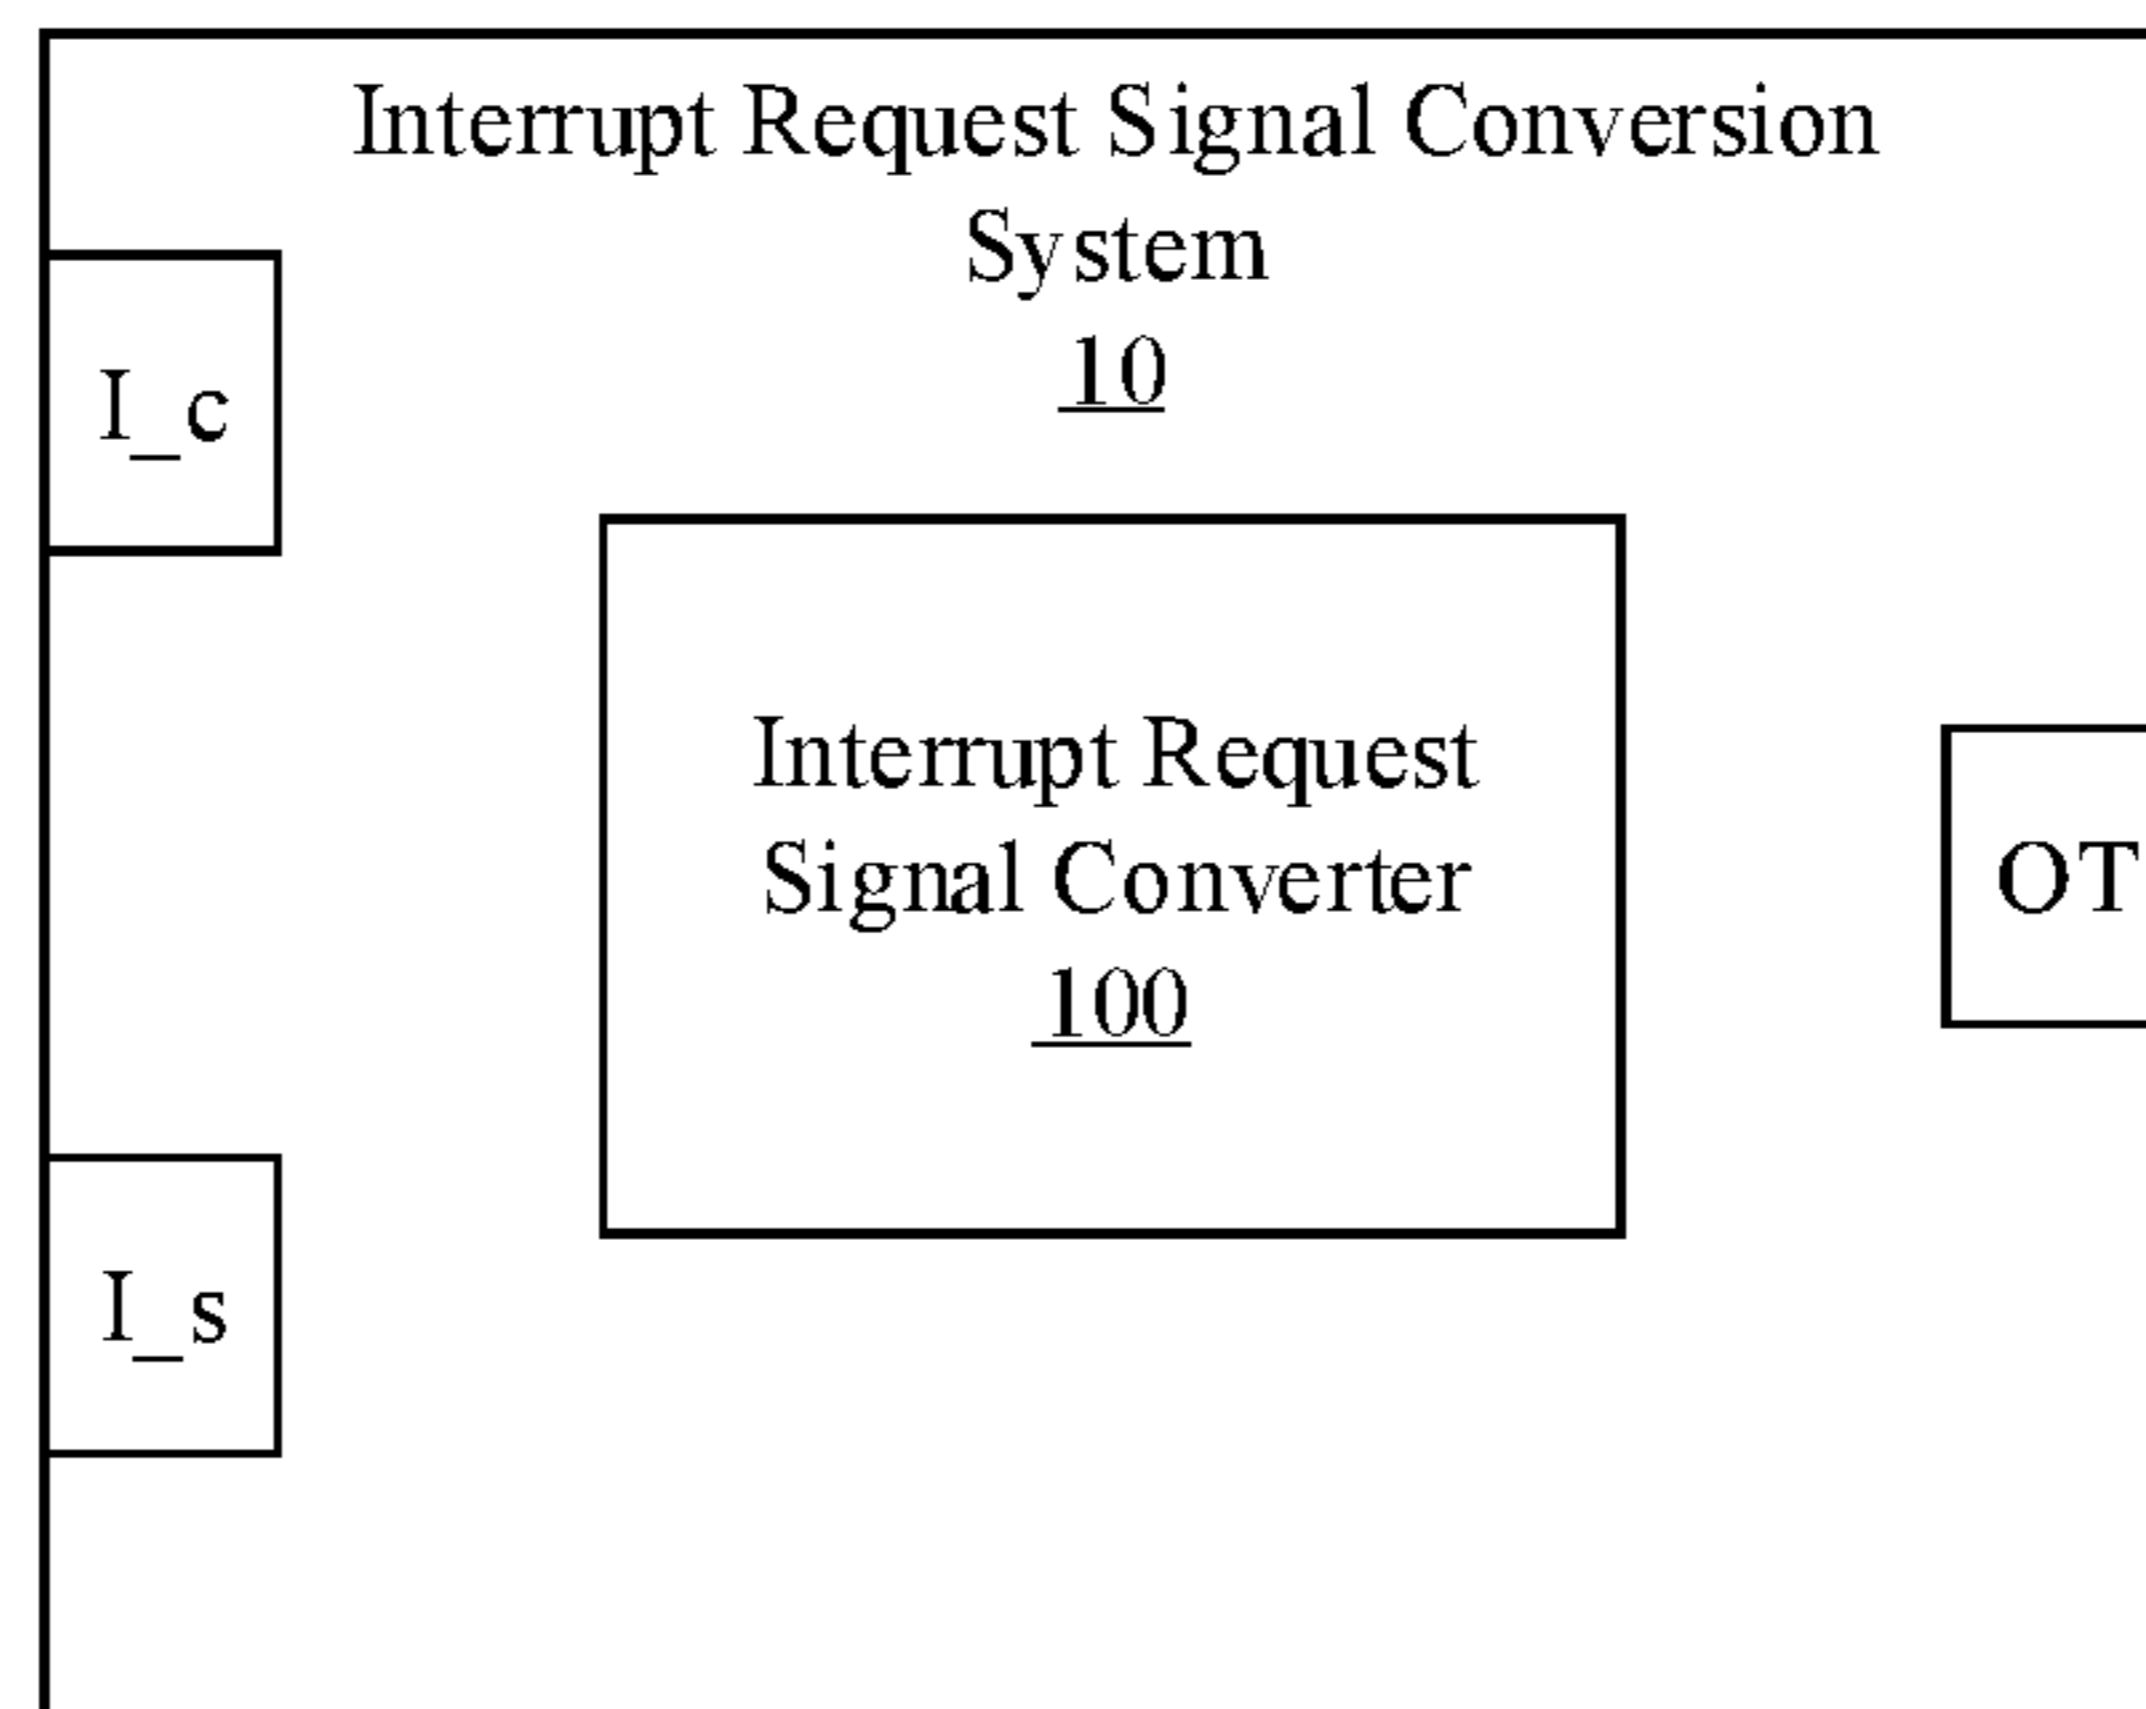 Interrupt Request Signal Conversion
System
10
I_c
Interrupt Request
Signal Converter
100
OT
I_s